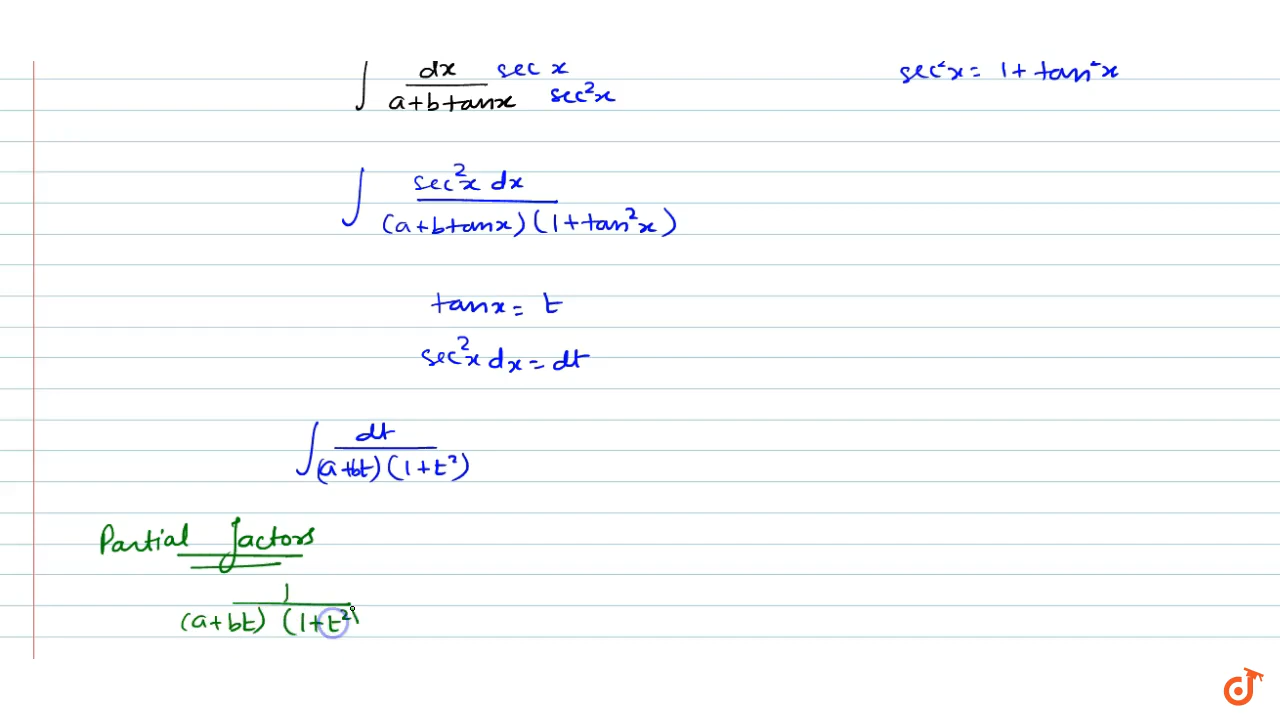 ∫ dx sec x / a+b tanx sec²x
sec²x = 1 + tan²x
∫ sec²x dx / (a+b tanx) (1+tan²x)
tanx = t
sec²x dx = dt
∫ dt / (a+bt) (1+t²)
Partial factors
1 / (a+bt) (1+t²)